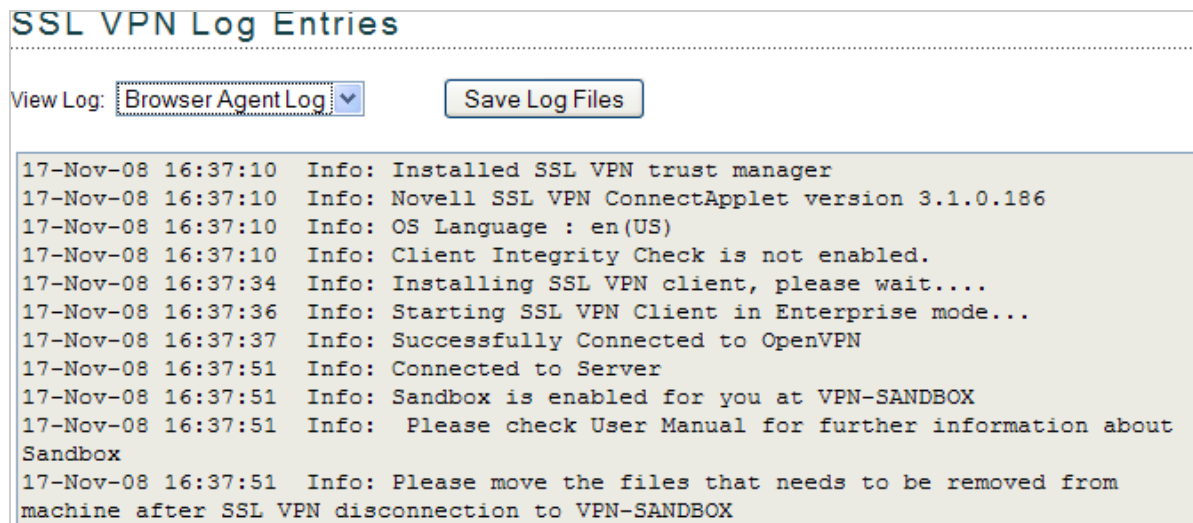 SSL VPN Log Entries
View Log: Browser Agent Log Save Log Files
17-Nov-08 16:37:10  Info: Installed SSL VPN trust manager
17-Nov-08 16:37:10  Info: Novell SSL VPN ConnectApplet version 3.1.0.186
17-Nov-08 16:37:10  Info: OS Language : en(US)
17-Nov-08 16:37:10  Info: Client Integrity Check is not enabled.
17-Nov-08 16:37:34  Info: Installing SSL VPN client, please wait....
17-Nov-08 16:37:36  Info: Starting SSL VPN Client in Enterprise mode...
17-Nov-08 16:37:37  Info: Successfully Connected to OpenVPN
17-Nov-08 16:37:51  Info: Connected to Server
17-Nov-08 16:37:51  Info: Sandbox is enabled for you at VPN-SANDBOX
17-Nov-08 16:37:51  Info:  Please check User Manual for further information about
Sandbox
17-Nov-08 16:37:51  Info: Please move the files that needs to be removed from
machine after SSL VPN disconnection to VPN-SANDBOX